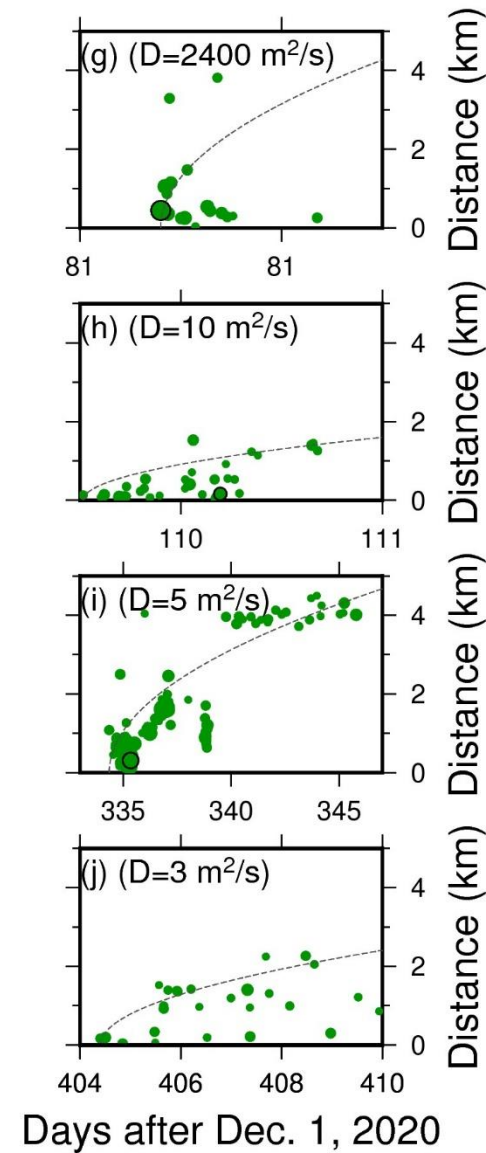 (g) (D=2400 m²/s)
4
2
0
Distance (km)
81 81
(h) (D=10 m²/s)
4
2
0
Distance (km)
110 111
(i) (D=5 m²/s)
4
2
0
Distance (km)
335 340 345
(j) (D=3 m²/s)
4
2
0
Distance (km)
404 406 408 410
Days after Dec. 1, 2020